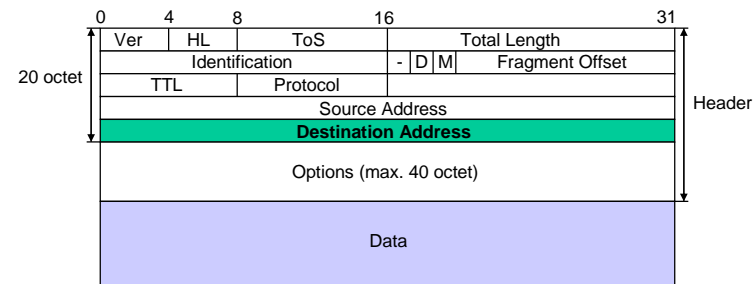 0 4 8 16 31
Ver HL ToS Total Length
Identification - D M Fragment Offset
20 octet
TTL Protocol
Header
Source Address
Destination Address
Options (max. 40 octet)
Data